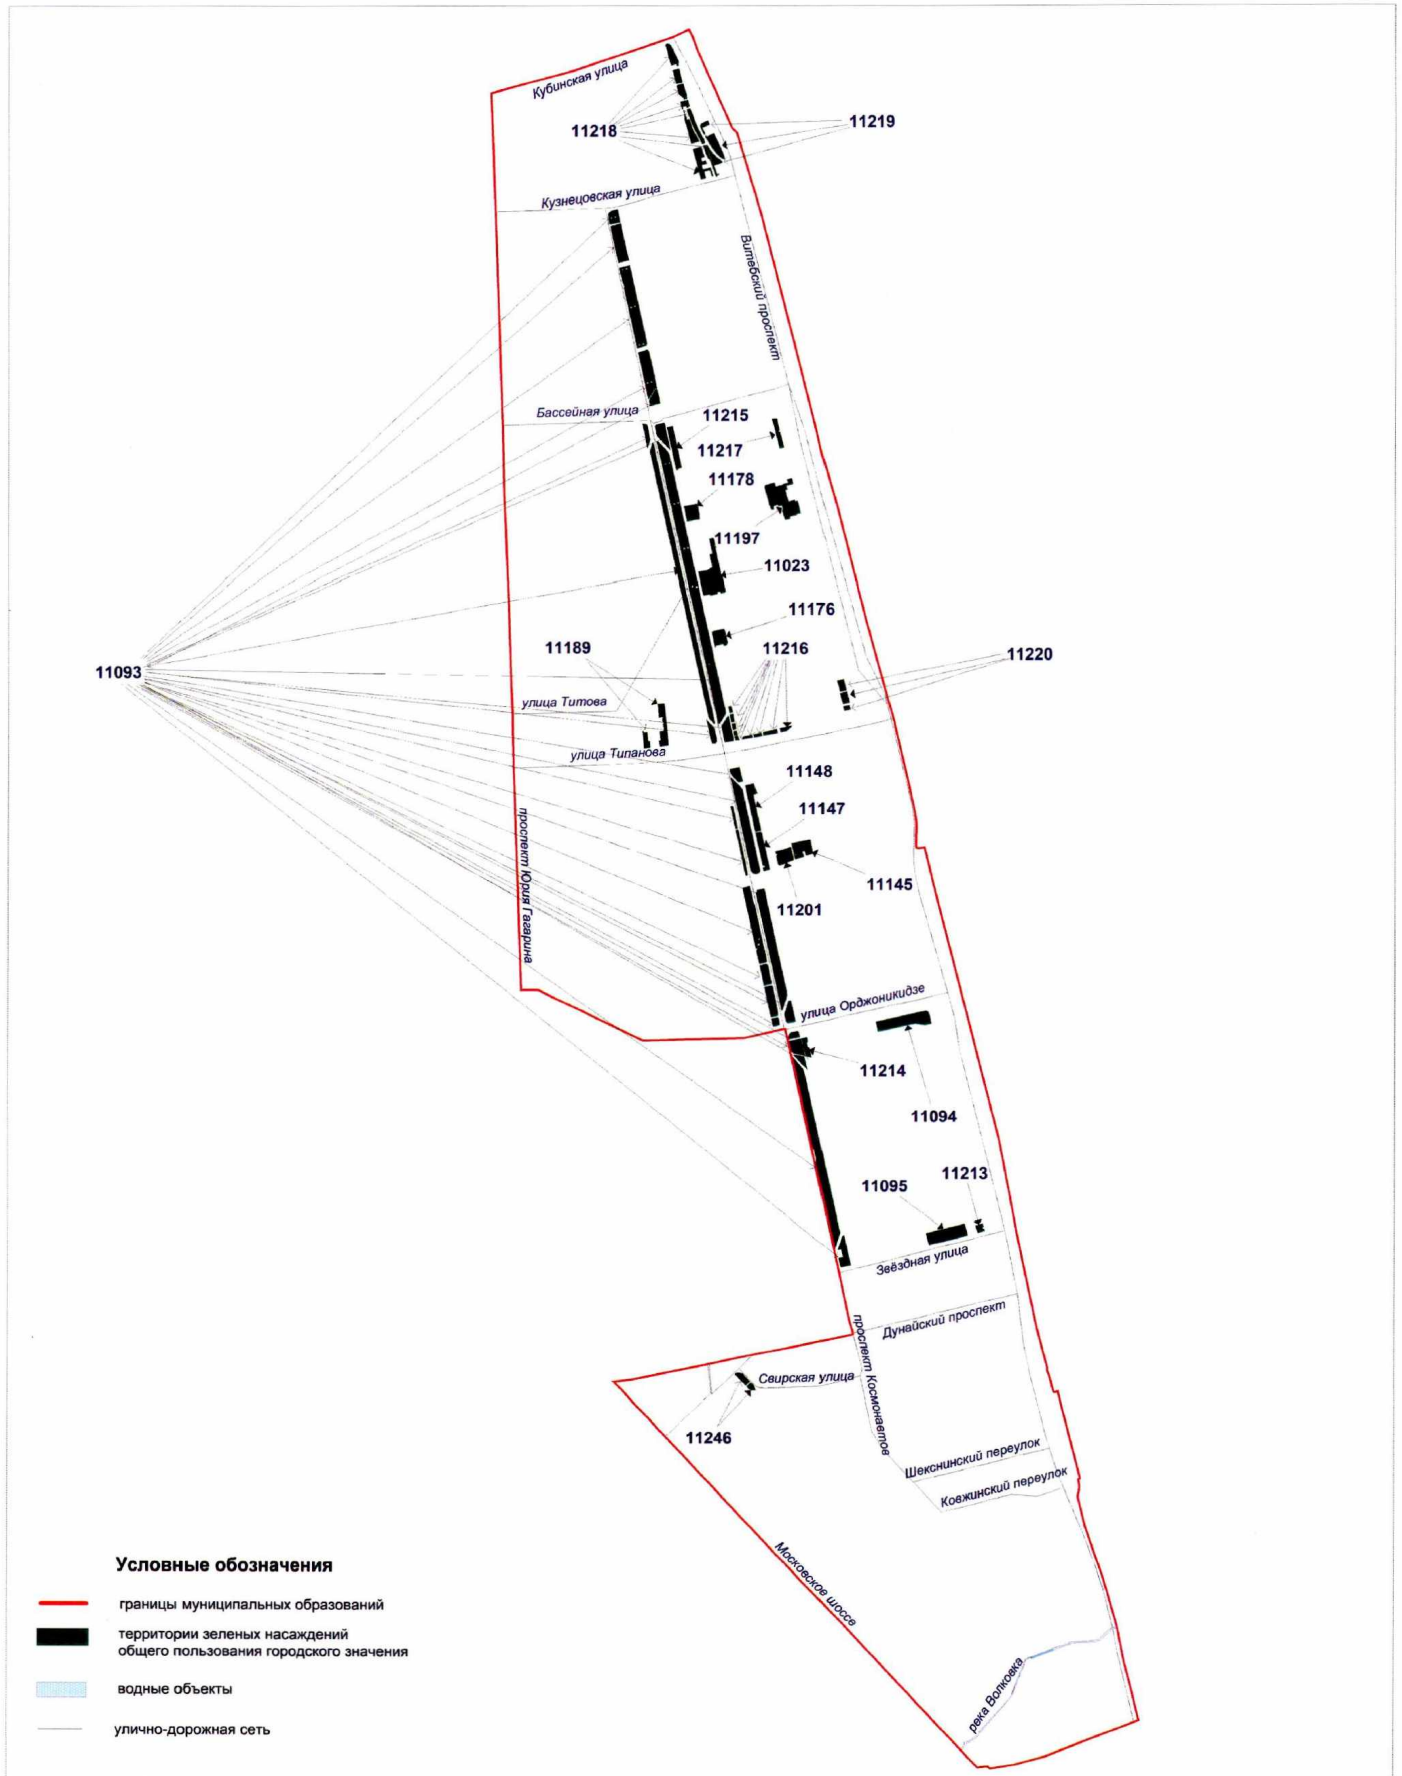 Кубинская улица
11218
11219
Кузнецовская улица
Витебский проспект
Бассейная улица
11215
11217
11178
11197
11023
11176
11189
11216
11220
11093
улица Титова
улица Типанова
11148
11147
проспект Юрия Гагарина
11145
11201
улица Орджоникидзе
11214
11094
11213
11095
Звёздная улица
Дунайский проспект
проспект Космонавтов
Свирская улица
11246
Шекснинский переулок
Ковжинский переулок
Московское шоссе
река Волковка
Условные обозначения
границы муниципальных образований
территории зеленых насаждений
общего пользования городского значения
водные объекты
улично-дорожная сеть